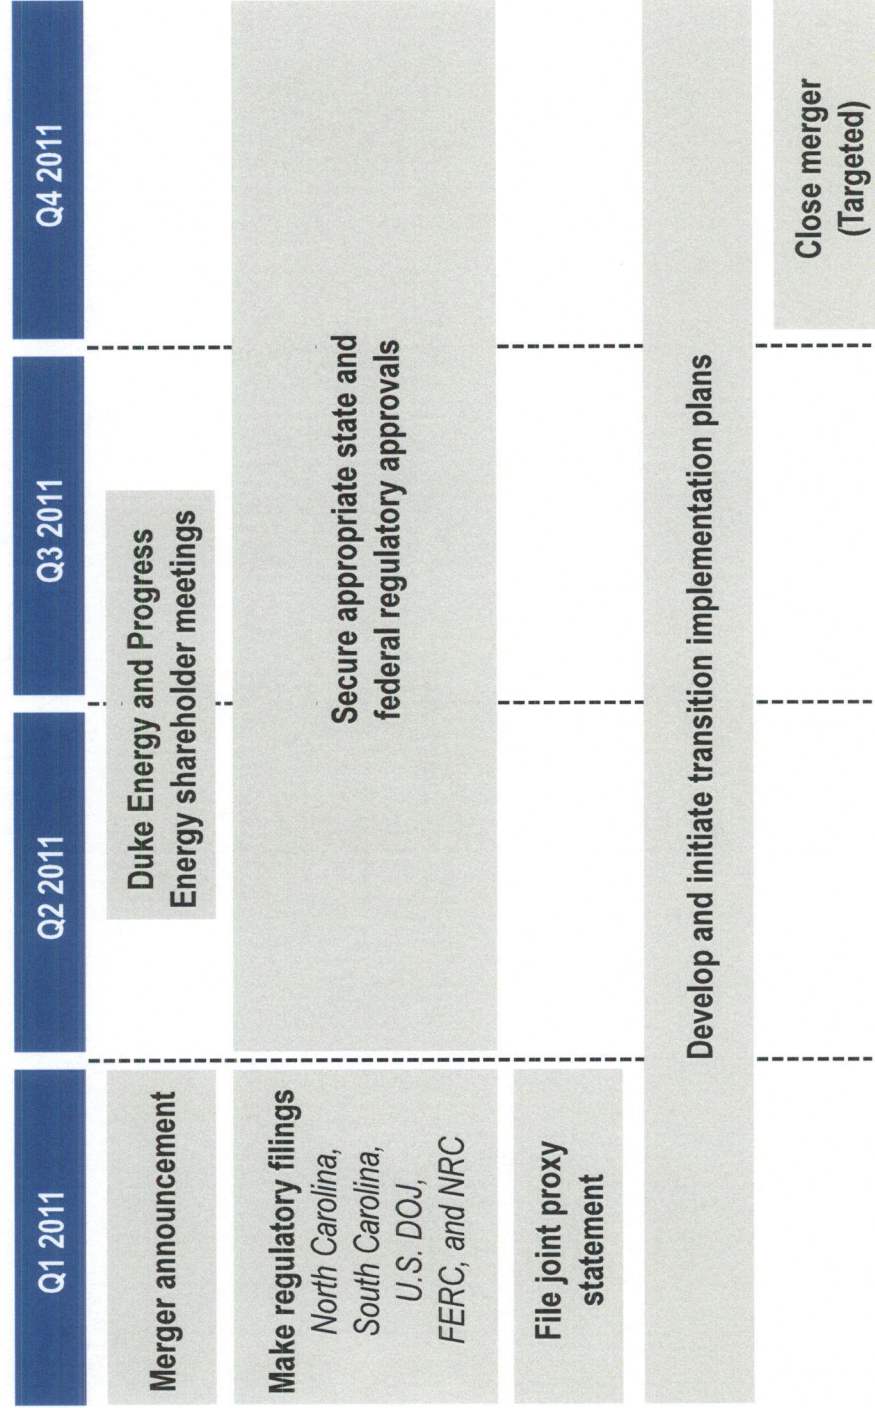 Q1 2011
Q2 2011
Q3 2011
Q4 2011
Merger announcement
Duke Energy and Progress
Energy shareholder meetings
Make regulatory filings
North Carolina,
South Carolina,
U.S. DOJ,
FERC, and NRC
Secure appropriate state and
federal regulatory approvals
File joint proxy
statement
Develop and initiate transition implementation plans
Close merger
(Targeted)